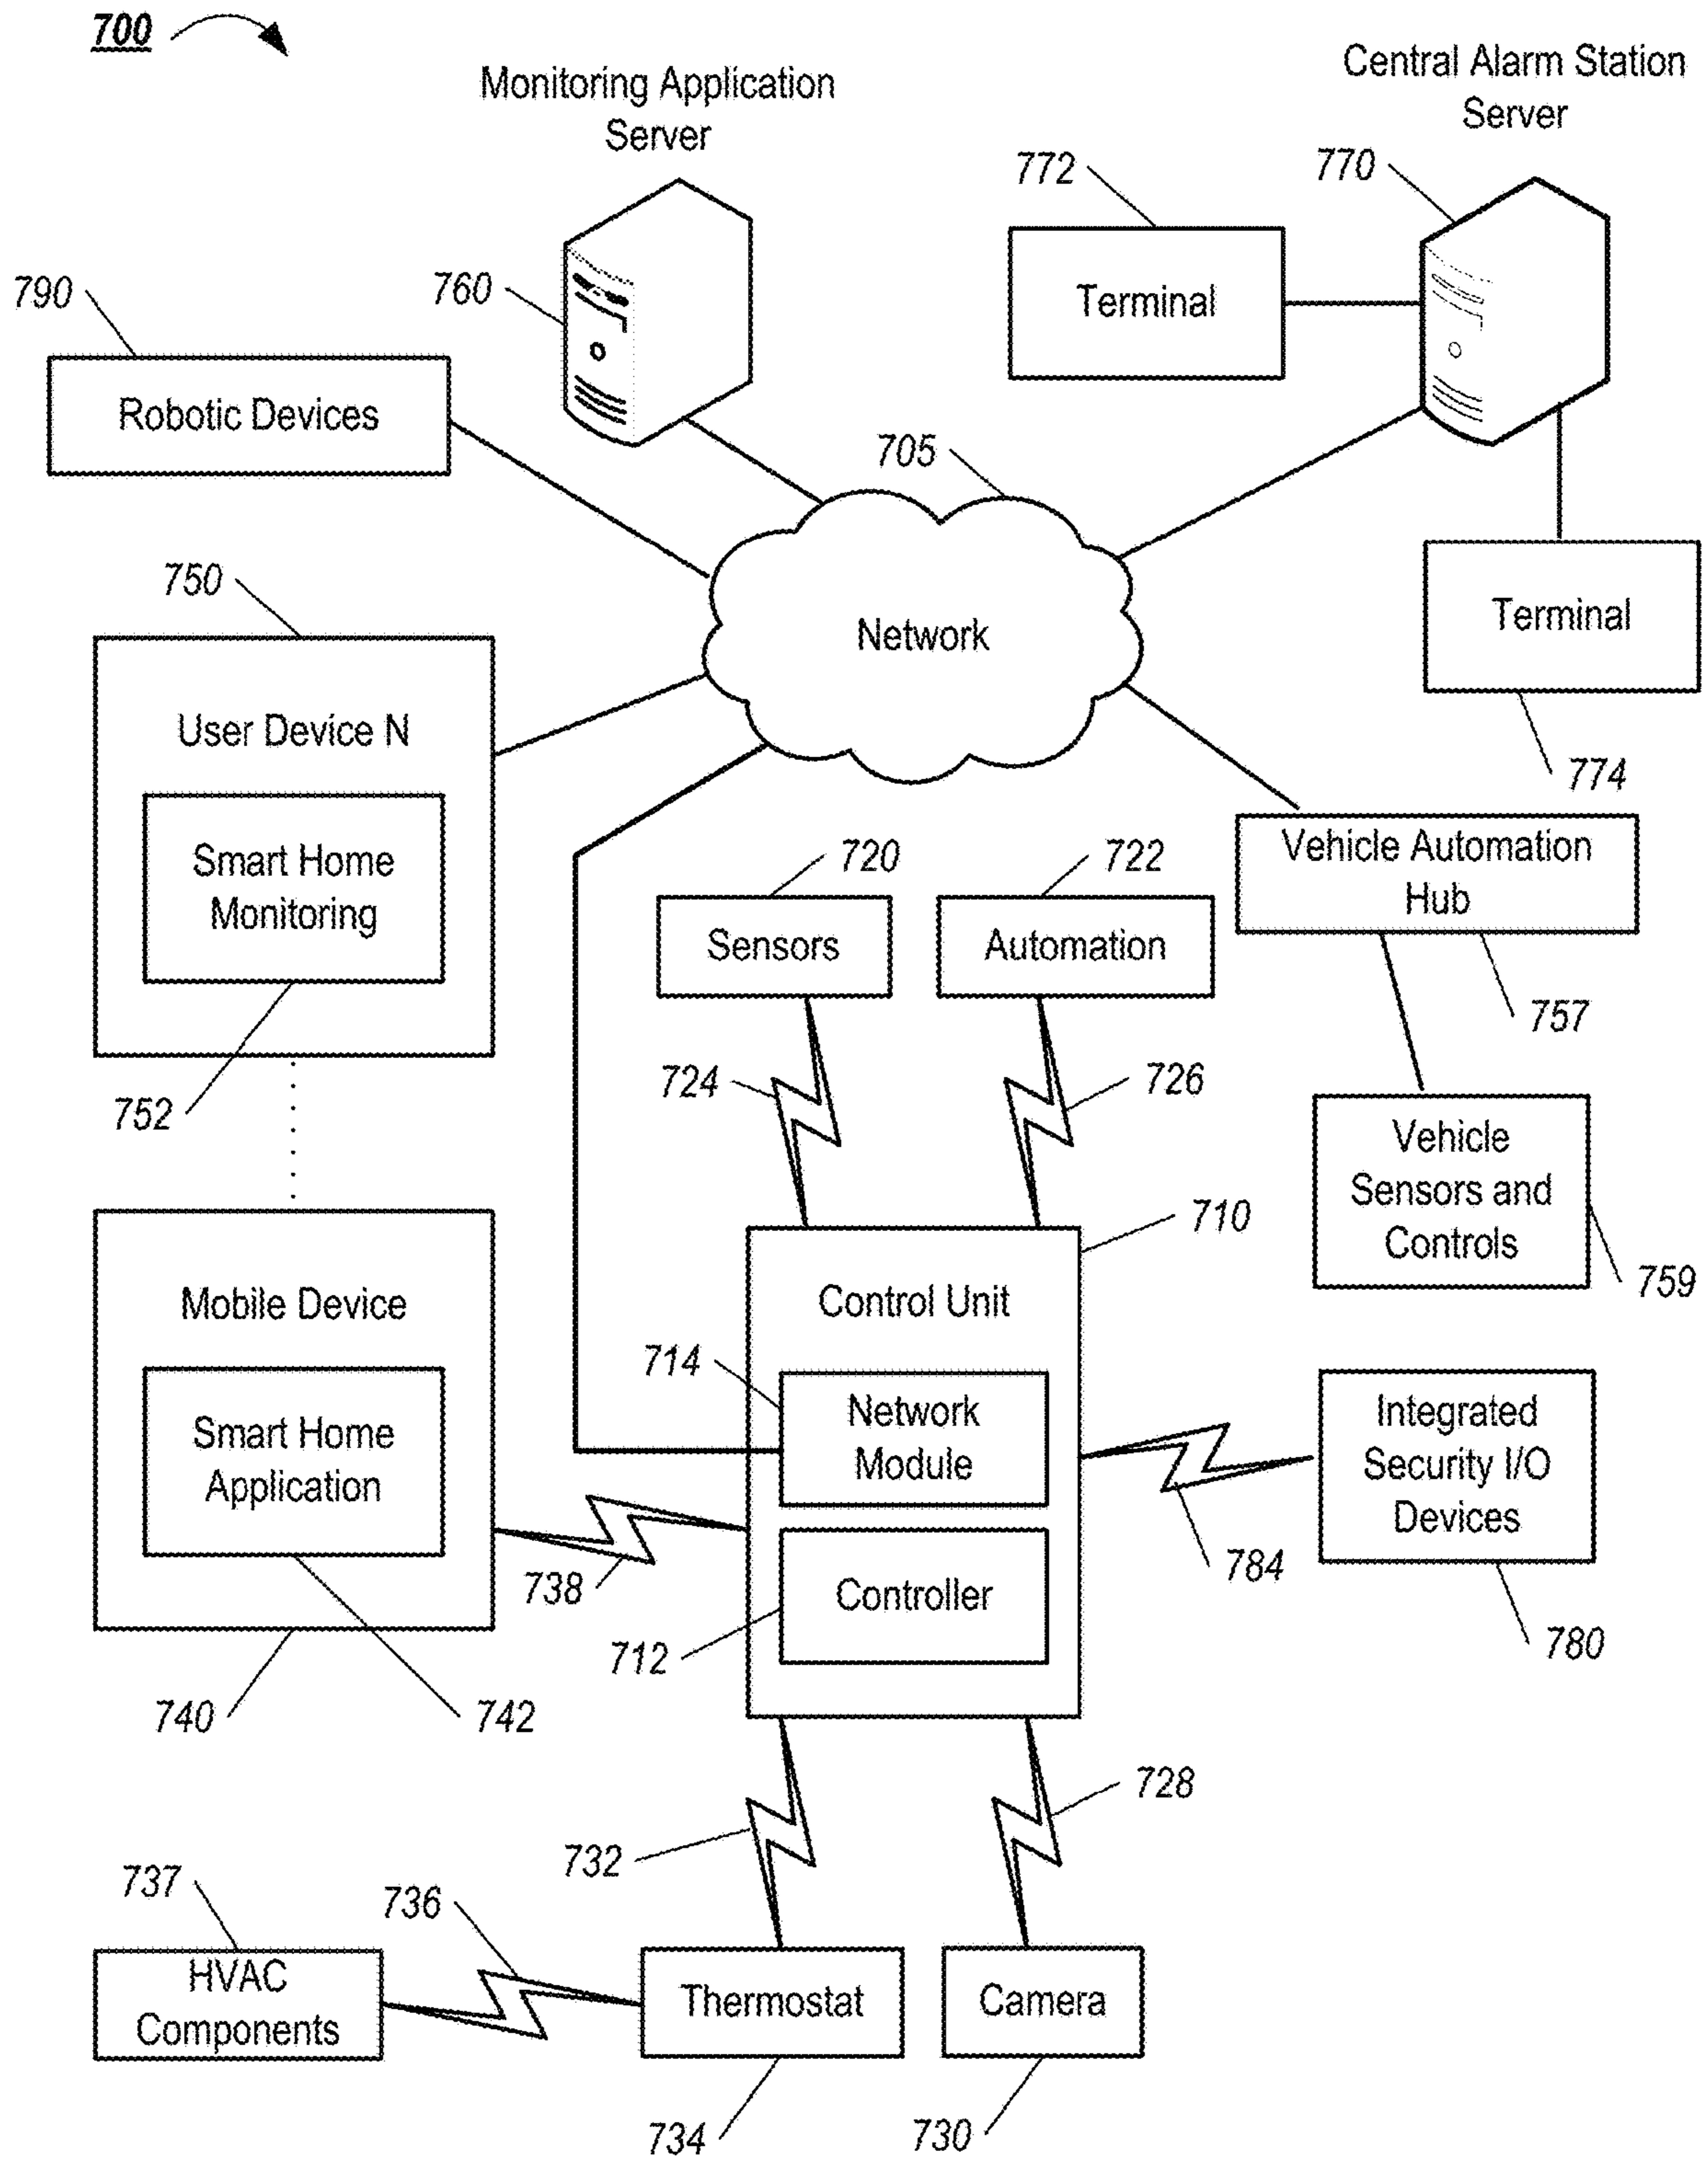 700
Monitoring Application
Server
Central Alarm Station
Server
772
770
790
760
Terminal
Robotic Devices
705
750
Network
Terminal
User Device N
774
Smart Home
Monitoring
720
722
Vehicle Automation
Hub
Sensors
Automation
757
724
726
752
Vehicle
Sensors and
Controls
710
759
Mobile Device
Control Unit
714
Smart Home
Application
Network
Module
Integrated
Security I/O
Devices
738
784
Controller
712
780
740
742
728
732
737
736
HVAC
Components
Thermostat
Camera
734
730